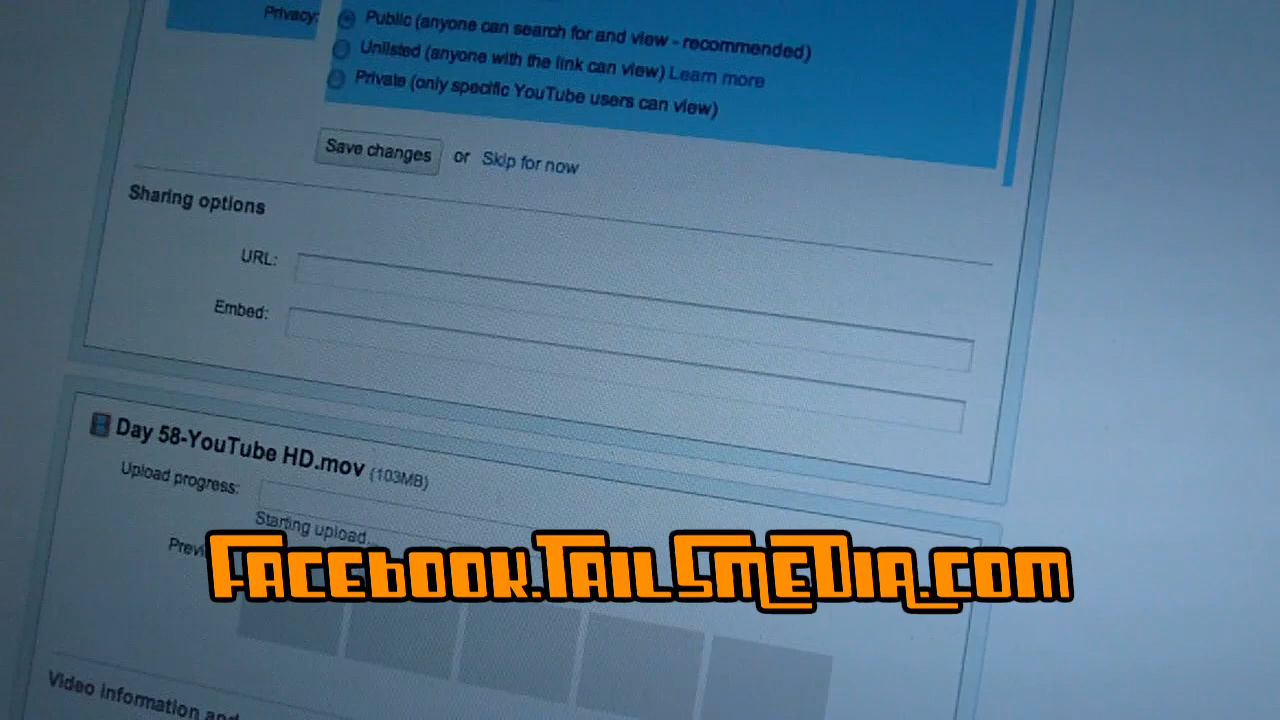 Privacy:
Public (anyone can search for and view - recommended)
Unlisted (anyone with the link can view) Learn more
Private (only specific YouTube users can view)
Save changes or Skip for now
Sharing options
URL:
Embed:
Day 58-YouTube HD.mov (103MB)
Upload progress:
Starting upload...
Facebook.TailsMedia.com
Video information and